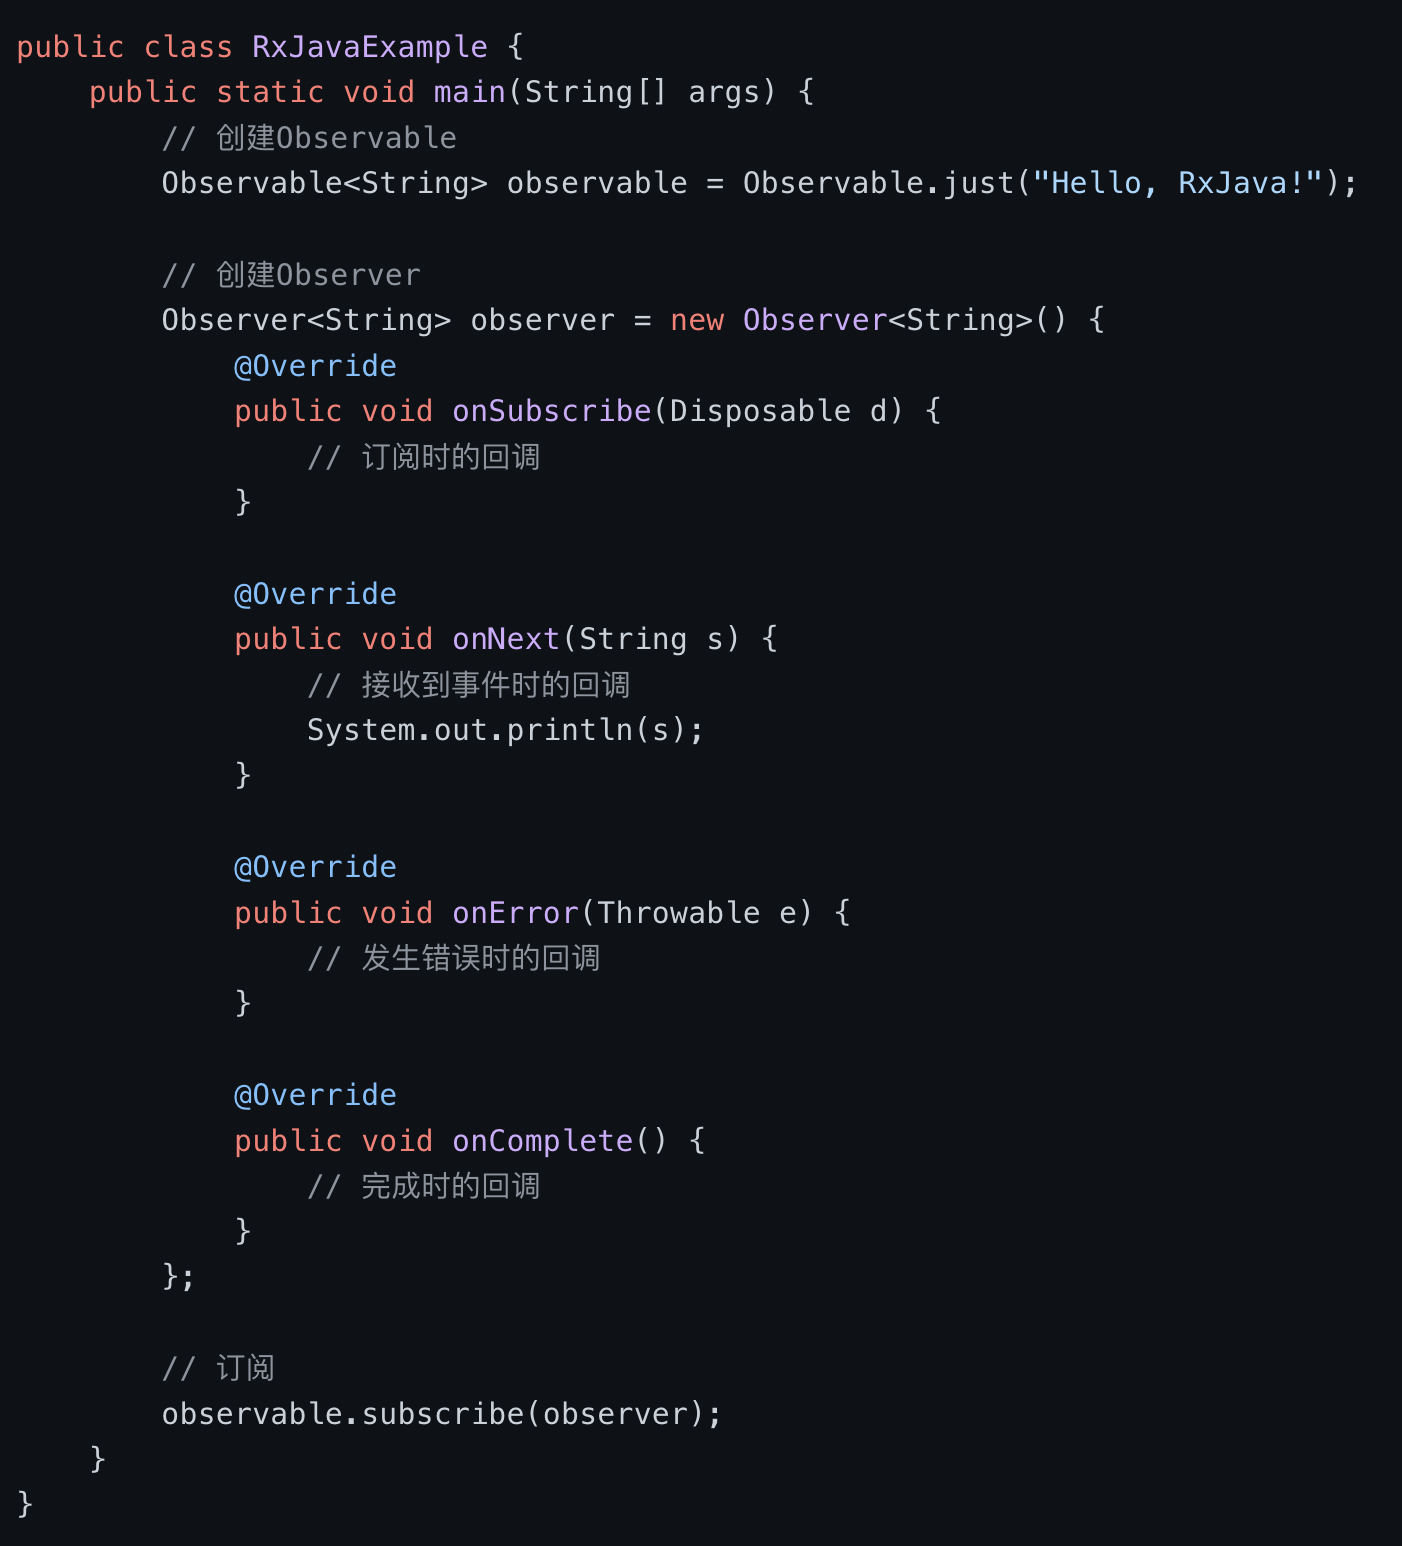 public class RxJavaExample {
    public static void main(String[] args) {
        // 创建Observable
        Observable<String> observable = Observable.just("Hello, RxJava!");

        // 创建Observer
        Observer<String> observer = new Observer<String>() {
            @Override
            public void onSubscribe(Disposable d) {
                // 订阅时的回调
            }

            @Override
            public void onNext(String s) {
                // 接收到事件时的回调
                System.out.println(s);
            }

            @Override
            public void onError(Throwable e) {
                // 发生错误时的回调
            }

            @Override
            public void onComplete() {
                // 完成时的回调
            }
        };

        // 订阅
        observable.subscribe(observer);
    }
}